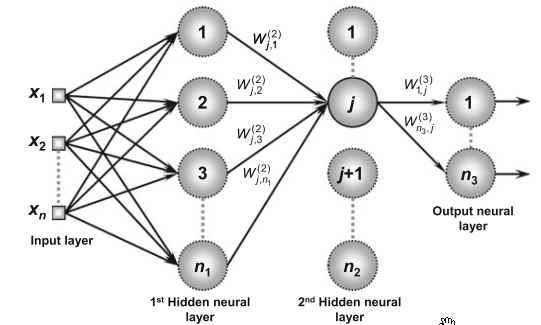 1
1
W_{j,1}^{(2)}
x_1
2
W_{j,2}^{(2)}
j
W_{1,j}^{(3)}
1
W_{n_3,j}^{(3)}
x_2
W_{j,3}^{(2)}
3
W_{j,n_1}^{(2)}
j+1
n_3
x_n
Input layer
Output neural
layer
n_1
n_2
1st Hidden neural
layer
2nd Hidden neural
layer